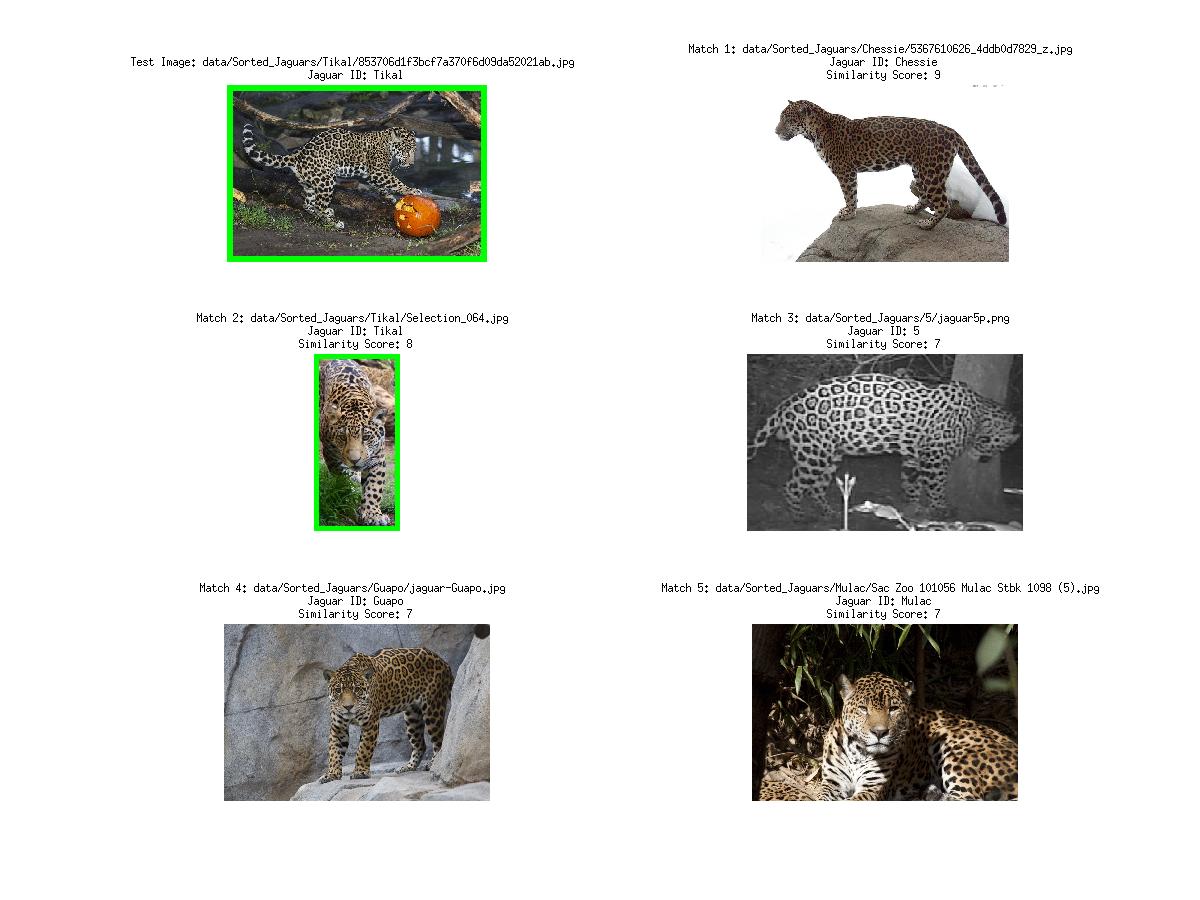 Test Image: data/Sorted_Jaguars/Tikal/853706d1f3bcf7a370f6d09da52021ab.jpg
Jaguar ID: Tikal
Match 1: data/Sorted_Jaguars/Chessie/5367610626_4ddb0d7829_z.jpg
Jaguar ID: Chessie
Similarity Score: 9
Match 2: data/Sorted_Jaguars/Tikal/Selection_064.jpg
Jaguar ID: Tikal
Similarity Score: 8
Match 3: data/Sorted_Jaguars/5/jaguar5p.png
Jaguar ID: 5
Similarity Score: 7
Match 4: data/Sorted_Jaguars/Guapo/jaguar-Guapo.jpg
Jaguar ID: Guapo
Similarity Score: 7
Match 5: data/Sorted_Jaguars/Mulac/Sac Zoo 101056 Mulac Stbk 1098 (5).jpg
Jaguar ID: Mulac
Similarity Score: 7